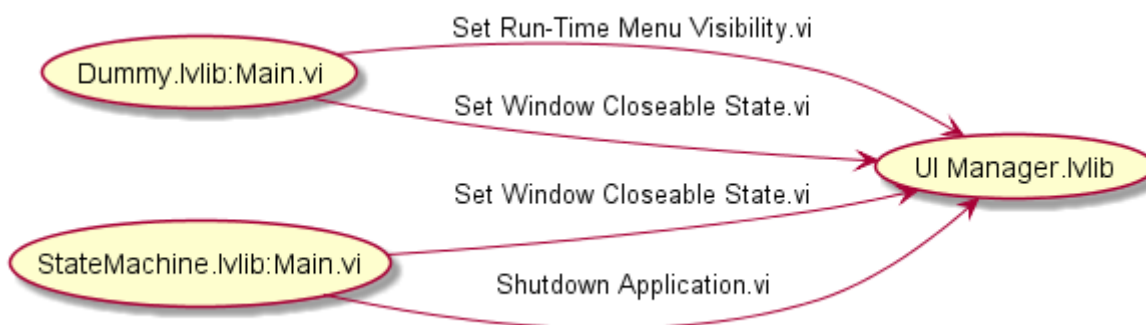 Set Run-Time Menu Visibility.vi
Dummy.lvlib:Main.vi
Set Window Closeable State.vi
UI Manager.lvlib
Set Window Closeable State.vi
StateMachine.lvlib:Main.vi
Shutdown Application.vi